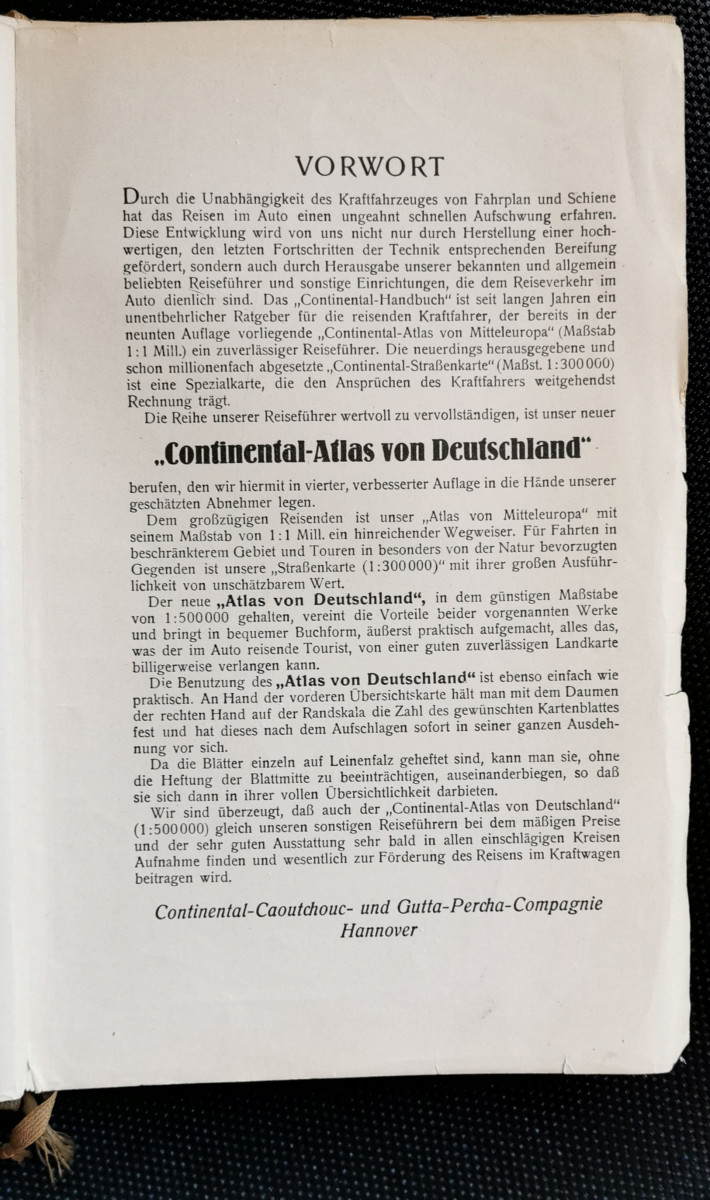 VORWORT
Durch die Unabhängigkeit des Kraftfahrzeuges von Fahrplan und Schiene
hat das Reisen im Auto einen ungeahnt schnellen Aufschwung erfahren.
Diese Entwicklung wird von uns nicht nur durch Herstellung einer hoch-
wertigen, den letzten Fortschritten der Technik entsprechenden Bereifung
gefördert, sondern auch durch Herausgabe unserer bekannten und allgemein
beliebten Reiseführer und sonstige Einrichtungen, die dem Reiseverkehr im
Auto dienlich sind. Das „Continental-Handbuch“ ist seit langen Jahren ein
unentbehrlicher Ratgeber für die reisenden Kraftfahrer, der bereits in der
neunten Auflage vorliegende „Continental-Atlas von Mitteleuropa“ (Maßstab
1:1 Mill.) ein zuverlässiger Reiseführer. Die neuerdings herausgegebene und
schon millionenfach abgesetzte „Continental-Straßenkarte“ (Maßst. 1:300000)
ist eine Spezialkarte, die den Ansprüchen des Kraftfahrers weitgehendst
Rechnung trägt.
Die Reihe unserer Reiseführer wertvoll zu vervollständigen, ist unser neuer
„Continental-Atlas von Deutschland“
berufen, den wir hiermit in vierter, verbesserter Auflage in die Hände unserer
geschätzten Abnehmer legen.
Dem großzügigen Reisenden ist unser „Atlas von Mitteleuropa“ mit
seinem Maßstab von 1:1 Mill. ein hinreichender Wegweiser. Für Fahrten in
beschränkterem Gebiet und Touren in besonders von der Natur bevorzugten
Gegenden ist unsere „Straßenkarte (1:300000)“ mit ihrer großen Ausführ-
lichkeit von unschätzbarem Wert.
Der neue „Atlas von Deutschland“, in dem günstigen Maßstabe
von 1:500000 gehalten, vereint die Vorteile beider vorgenannten Werke
und bringt in bequemer Buchform, äußerst praktisch aufgemacht, alles das,
was der im Auto reisende Tourist, von einer guten zuverlässigen Landkarte
billigerweise verlangen kann.
Die Benutzung des „Atlas von Deutschland“ ist ebenso einfach wie
praktisch. An Hand der vorderen Übersichtskarte hält man mit dem Daumen
der rechten Hand auf der Randskala die Zahl des gewünschten Kartenblattes
fest und hat dieses nach dem Aufschlagen sofort in seiner ganzen Ausdeh-
nung vor sich.
Da die Blätter einzeln auf Leinenfalz geheftet sind, kann man sie, ohne
die Heftung der Blattmitte zu beeinträchtigen, auseinanderbiegen, so daß
sie sich dann in ihrer vollen Übersichtlichkeit darbieten.
Wir sind überzeugt, daß auch der „Continental-Atlas von Deutschland“
(1:500000) gleich unseren sonstigen Reiseführern bei dem mäßigen Preise
und der sehr guten Ausstattung sehr bald in allen einschlägigen Kreisen
Aufnahme finden und wesentlich zur Förderung des Reisens im Kraftwagen
beitragen wird.
Continental-Caoutchouc- und Gutta-Percha-Compagnie
Hannover